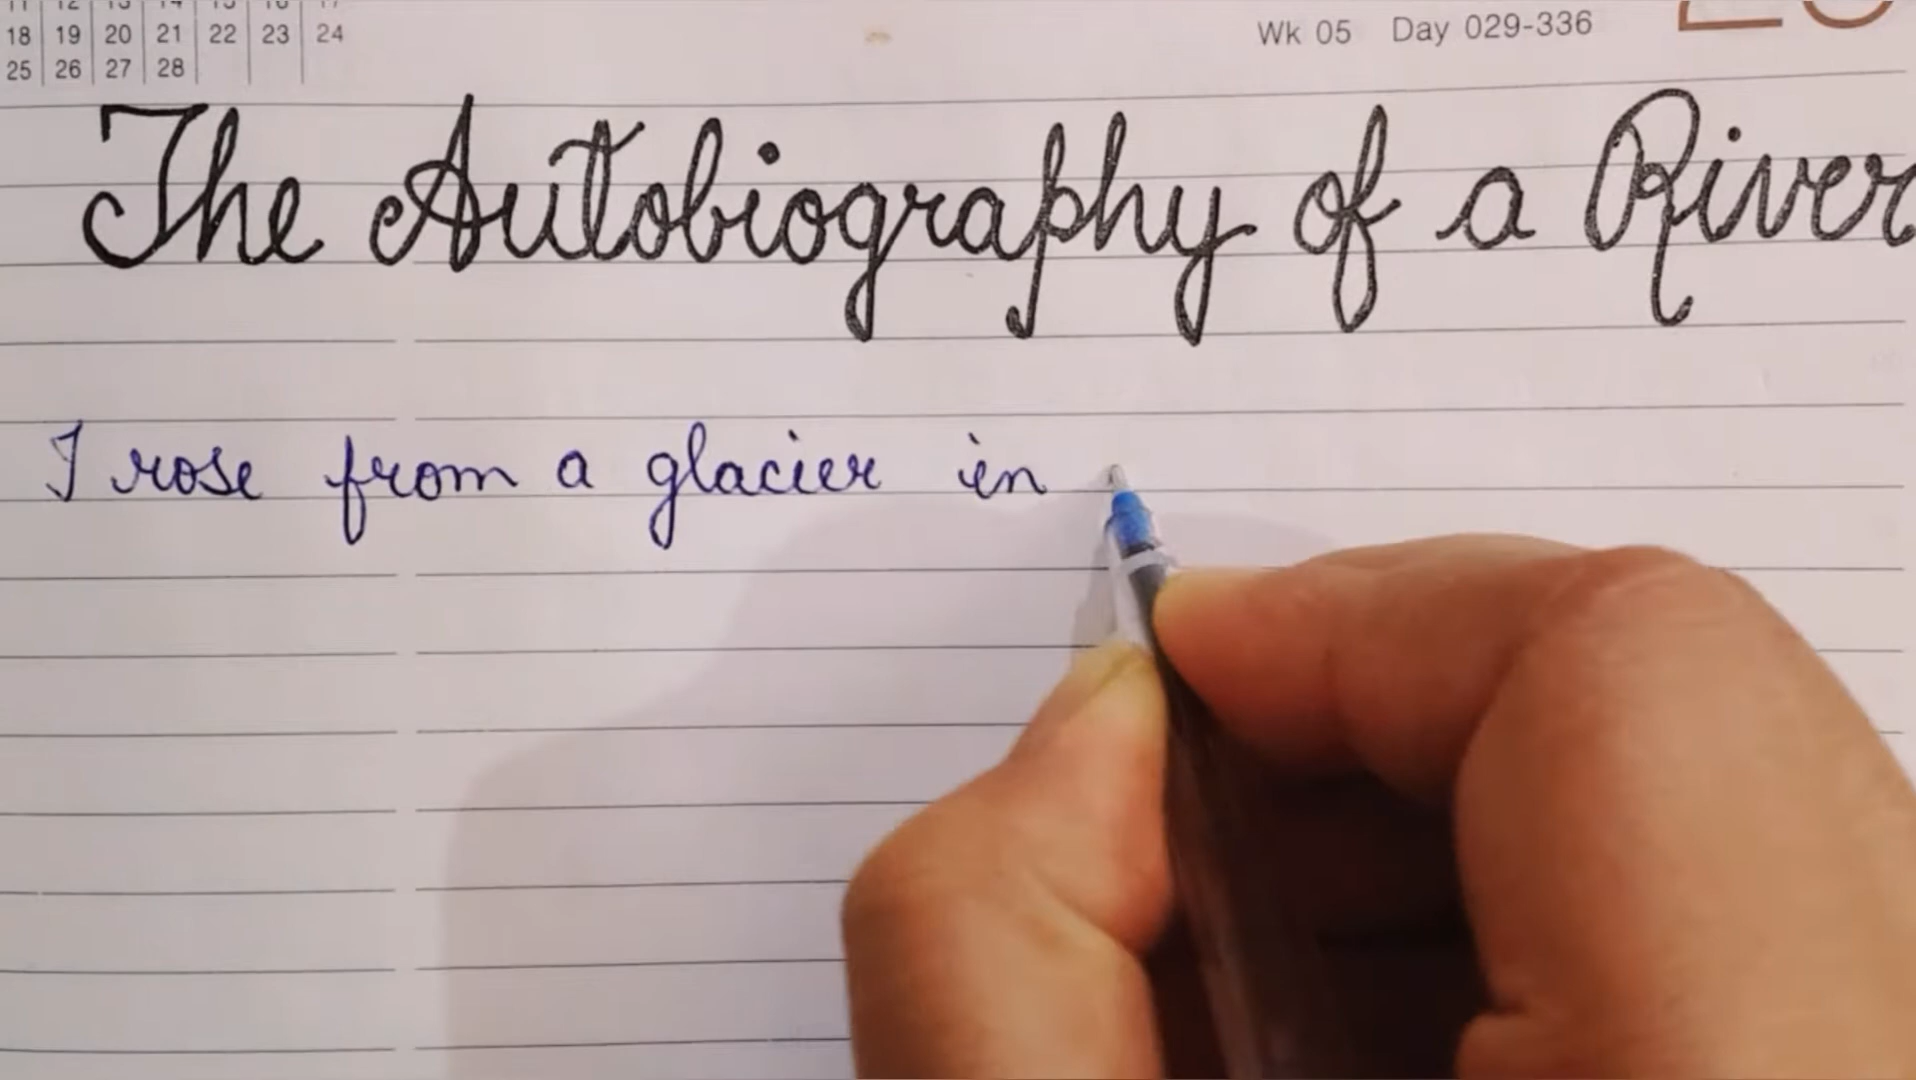 18 19 20 21 22 23 24
Wk 05 Day 029-336
25 26 27 28
The Autobiography of a River
I rose from a glacier in